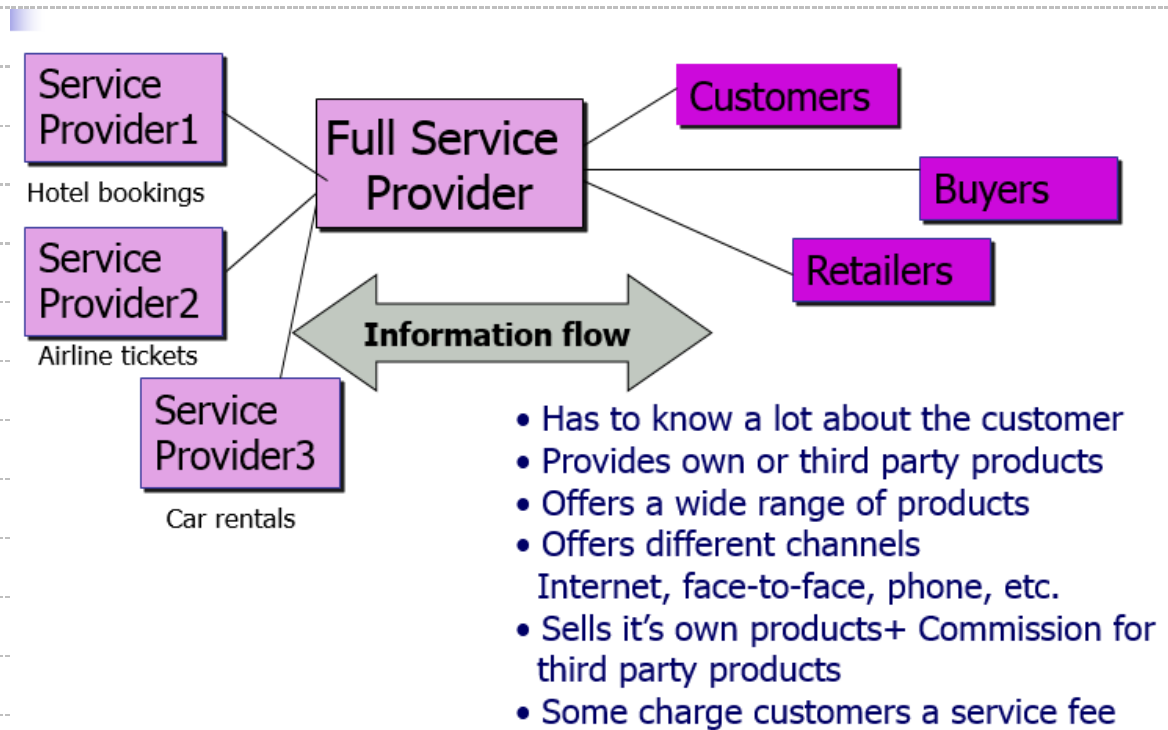 Service
Provider1
Hotel bookings
Service
Provider2
Airline tickets
Service
Provider3
Car rentals
Full Service
Provider
Customers
Buyers
Retailers
Information flow
• Has to know a lot about the customer
• Provides own or third party products
• Offers a wide range of products
• Offers different channels
Internet, face-to-face, phone, etc.
• Sells it’s own products+ Commission for
third party products
• Some charge customers a service fee